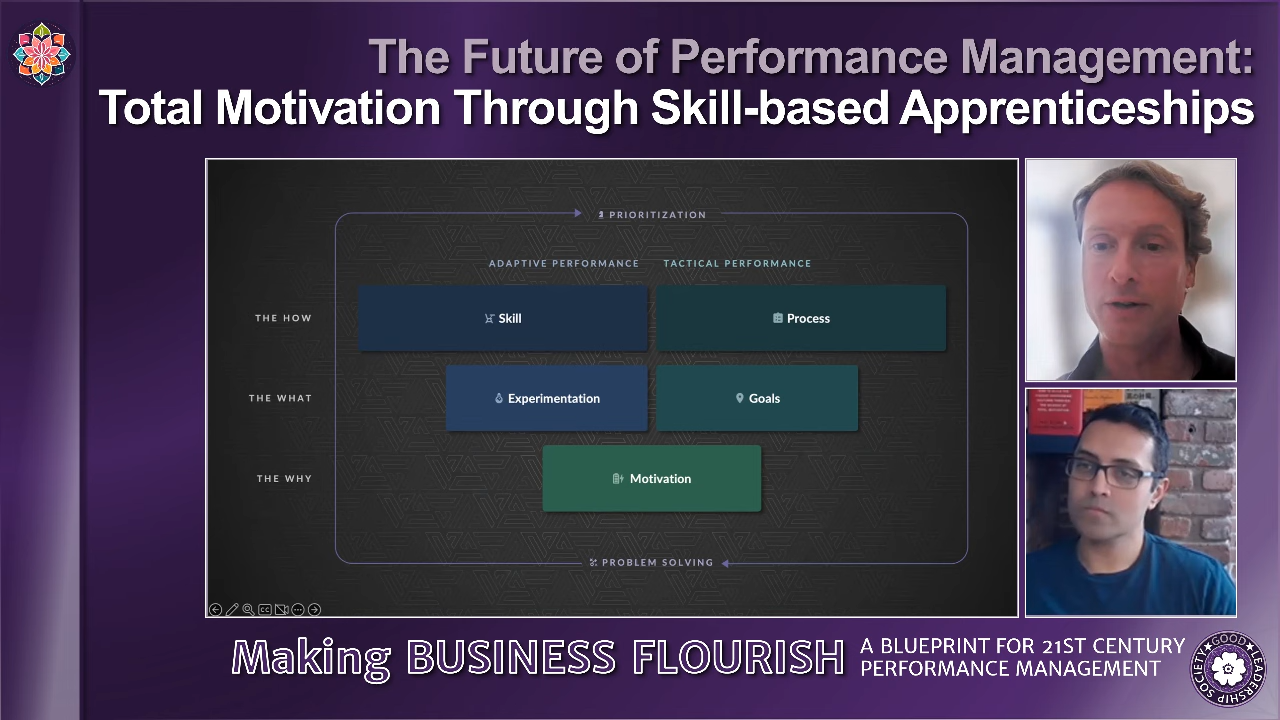 The Future of Performance Management:
Total Motivation Through Skill-based Apprenticeships
PRIORITIZATION
ADAPTIVE PERFORMANCE
TACTICAL PERFORMANCE
THE HOW
Skill
Process
THE WHAT
Experimentation
Goals
THE WHY
Motivation
PROBLEM SOLVING
CC
Making BUSINESS FLOURISH
A BLUEPRINT FOR 21ST CENTURY
PERFORMANCE MANAGEMENT
GOOD LEADERSHIP SOCIETY